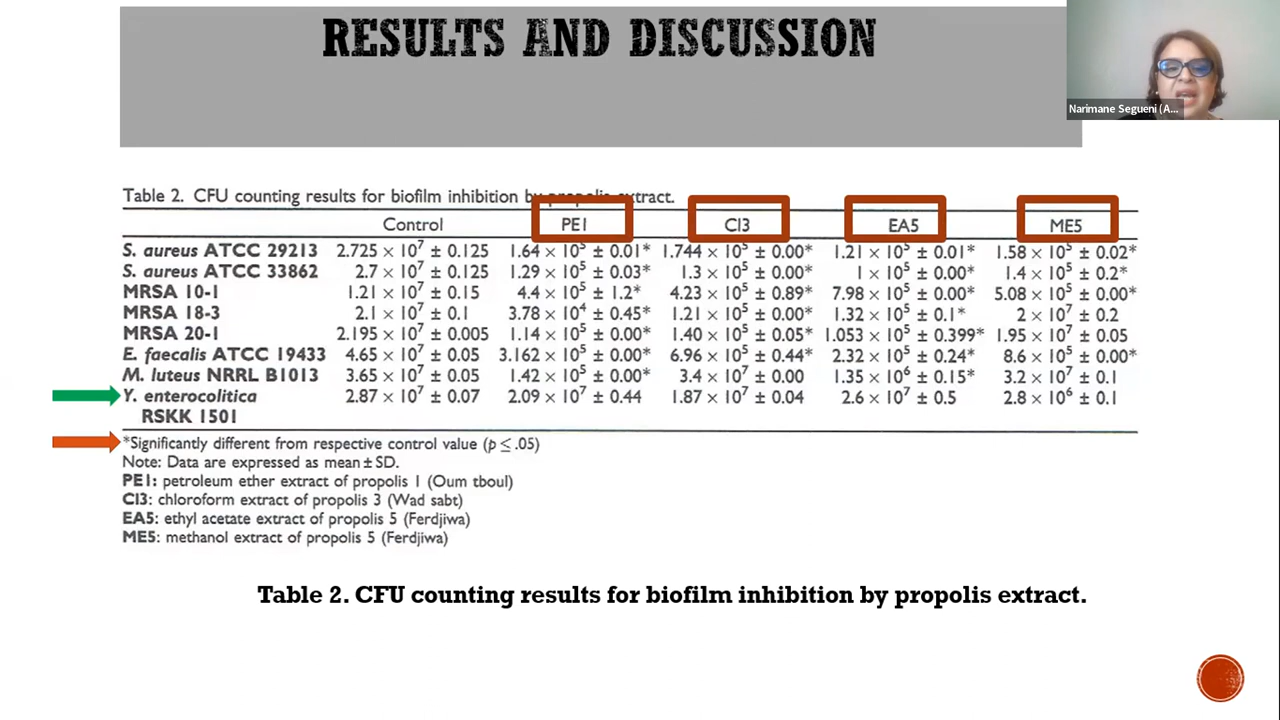 RESULTS AND DISCUSSION
Narimane Segueni (A...
Table 2. CFU counting results for biofilm inhibition by propolis extract.
Control PE1 Cl3 EA5 ME5
S. aureus ATCC 29213 2.725 × 10⁷ ± 0.125 1.64 × 10⁵ ± 0.01* 1.744 × 10⁵ ± 0.00* 1.21 × 10⁵ ± 0.01* 1.58 × 10⁵ ± 0.02*
S. aureus ATCC 33862 2.7 × 10⁷ ± 0.125 1.29 × 10⁵ ± 0.03* 1.3 × 10⁵ ± 0.00* 1 × 10⁵ ± 0.00* 1.4 × 10⁵ ± 0.2*
MRSA 10-1 1.21 × 10⁷ ± 0.15 4.4 × 10⁵ ± 1.2* 4.23 × 10⁵ ± 0.89* 7.98 × 10⁵ ± 0.00* 5.08 × 10⁵ ± 0.00*
MRSA 18-3 2.1 × 10⁷ ± 0.1 3.78 × 10⁴ ± 0.45* 1.21 × 10⁵ ± 0.00* 1.32 × 10⁵ ± 0.1* 2 × 10⁷ ± 0.2
MRSA 20-1 2.195 × 10⁷ ± 0.005 1.14 × 10⁵ ± 0.00* 1.40 × 10⁵ ± 0.05* 1.053 × 10⁵ ± 0.399* 1.95 × 10⁷ ± 0.05
E. faecalis ATCC 19433 4.65 × 10⁷ ± 0.05 3.162 × 10⁵ ± 0.00* 6.96 × 10⁵ ± 0.44* 2.32 × 10⁵ ± 0.24* 8.6 × 10⁵ ± 0.00*
M. luteus NRRL B1013 3.65 × 10⁷ ± 0.05 1.42 × 10⁵ ± 0.00* 3.4 × 10⁷ ± 0.00 1.35 × 10⁶ ± 0.15* 3.2 × 10⁷ ± 0.1
Y. enterocolitica 2.87 × 10⁷ ± 0.07 2.09 × 10⁷ ± 0.44 1.87 × 10⁷ ± 0.04 2.6 × 10⁷ ± 0.5 2.8 × 10⁶ ± 0.1
RSKK 1501
*Significantly different from respective control value (p ≤ .05)
Note: Data are expressed as mean ± SD.
PE1: petroleum ether extract of propolis 1 (Oum tboul)
Cl3: chloroform extract of propolis 3 (Wad sabt)
EA5: ethyl acetate extract of propolis 5 (Ferdjiwa)
ME5: methanol extract of propolis 5 (Ferdjiwa)
Table 2. CFU counting results for biofilm inhibition by propolis extract.